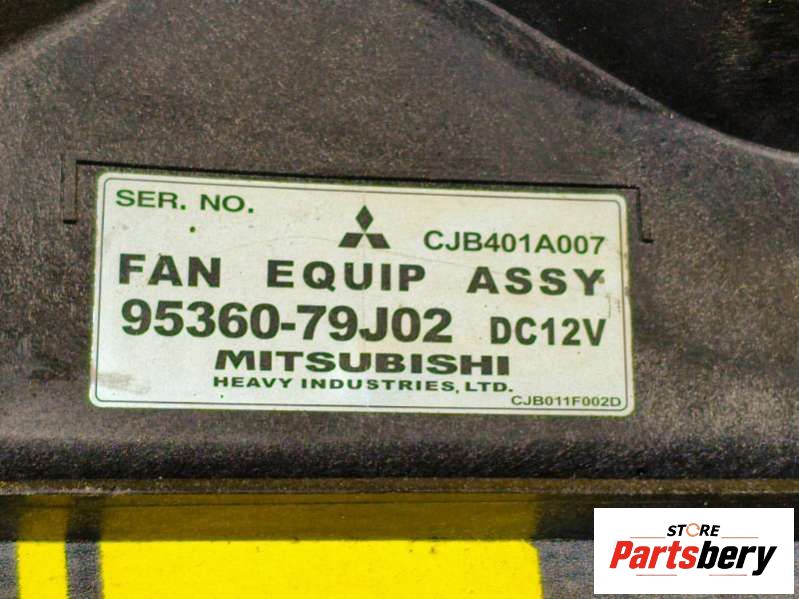 SER. NO.
CJB401A007
FAN EQUIP ASSY
95360-79J02 DC12V
MITSUBISHI
HEAVY INDUSTRIES, LTD.
CJB011F002D
STORE
Partsbery